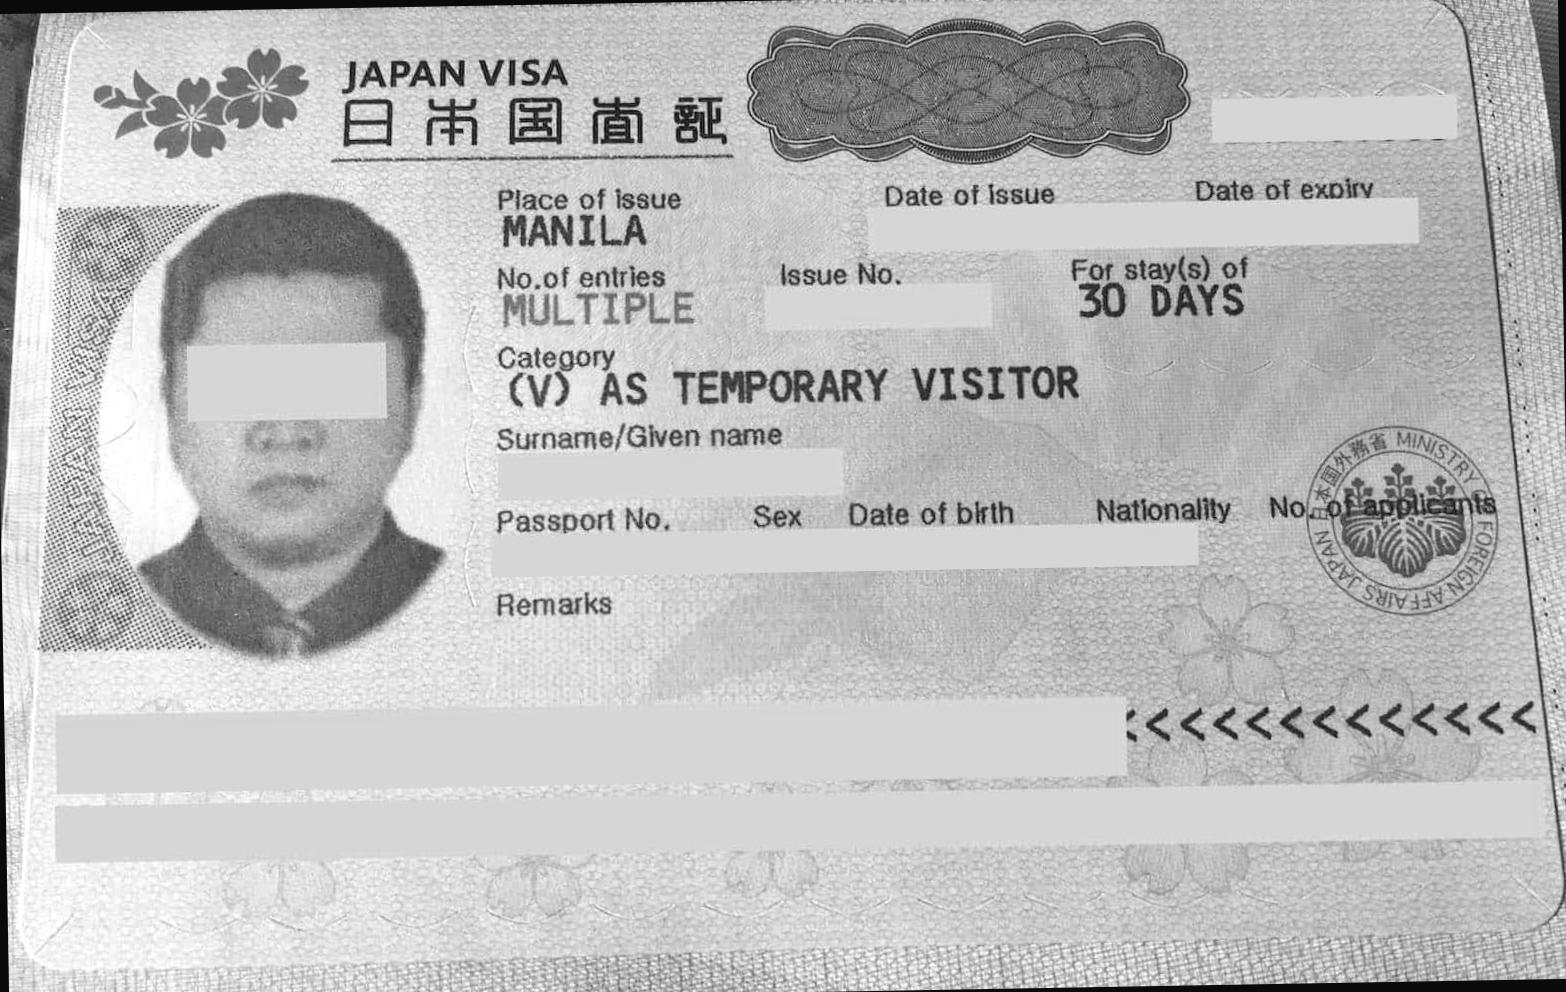 JAPAN VISA
日本国査証
Place of issue
Date of issue
Date of expiry
MANILA
No.of entries
Issue No.
For stay(s) of
MULTIPLE
30 DAYS
Category
(V) AS TEMPORARY VISITOR
Surname/Given name
Passport No.
Sex
Date of birth
Nationality
No. of applicants
日本国外務省 MINISTRY OF FOREIGN AFFAIRS JAPAN
Remarks
<<<<<<<<<<<<<
JAPAN VISA